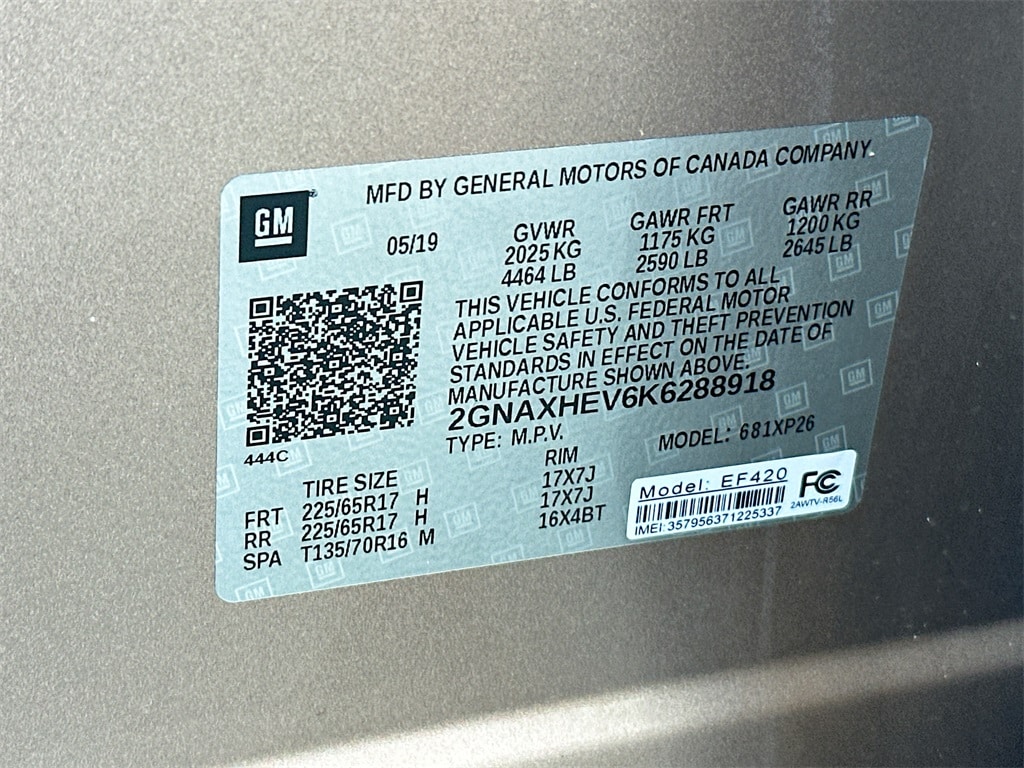 GM
MFD BY GENERAL MOTORS OF CANADA COMPANY
05/19
GVWR
2025 KG
4464 LB
GAWR FRT
1175 KG
2590 LB
GAWR RR
1200 KG
2645 LB
THIS VEHICLE CONFORMS TO ALL
APPLICABLE U.S. FEDERAL MOTOR
VEHICLE SAFETY AND THEFT PREVENTION
STANDARDS IN EFFECT ON THE DATE OF
MANUFACTURE SHOWN ABOVE.
2GNAXHEV6K6288918
TYPE: M.P.V.
MODEL: 681XP26
444C
TIRE SIZE
RIM
FRT 225/65R17 H 17X7J
RR 225/65R17 H 17X7J
SPA T135/70R16 M 16X4BT
Model: EF420
FC
2AWTV-R56L
IMEI: 357956371225337